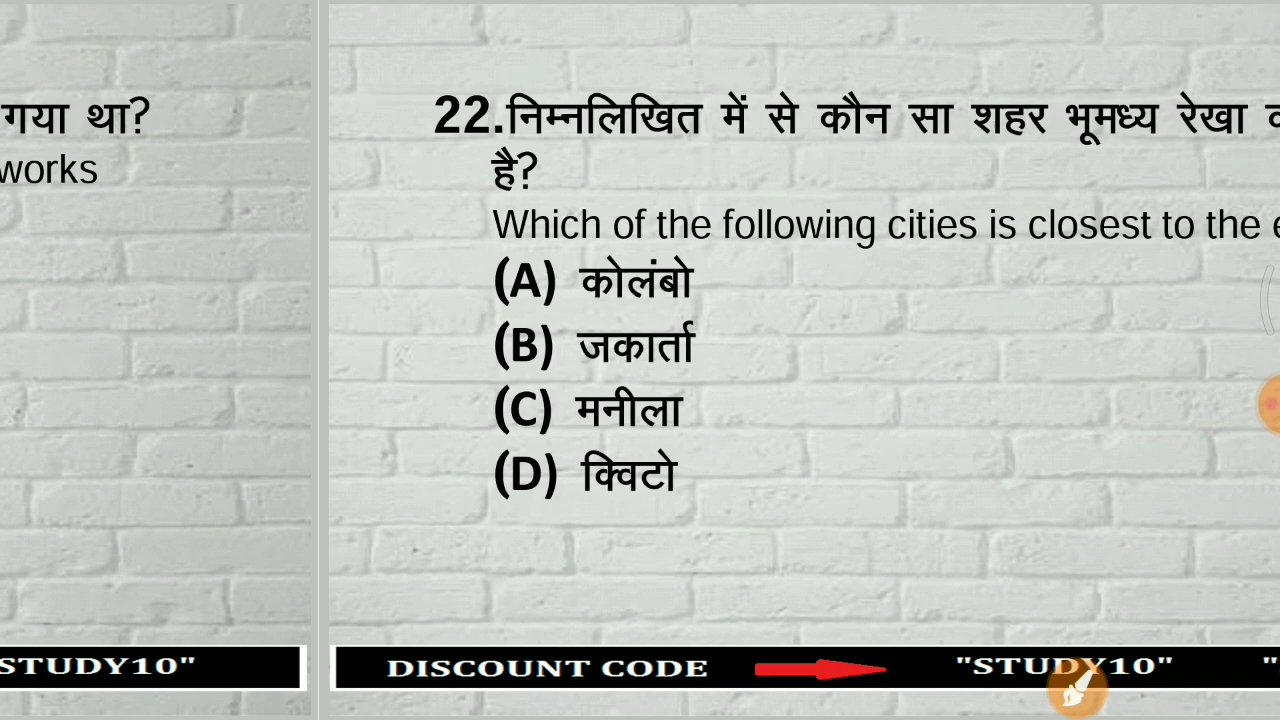 गया था?
works
22.निम्नलिखित में से कौन सा शहर भूमध्य रेखा
है?
Which of the following cities is closest to the
(A) कोलंबो
(B) जकार्ता
(C) मनीला
(D) क्विटो
STUDY10"
DISCOUNT CODE "STUDY10" "